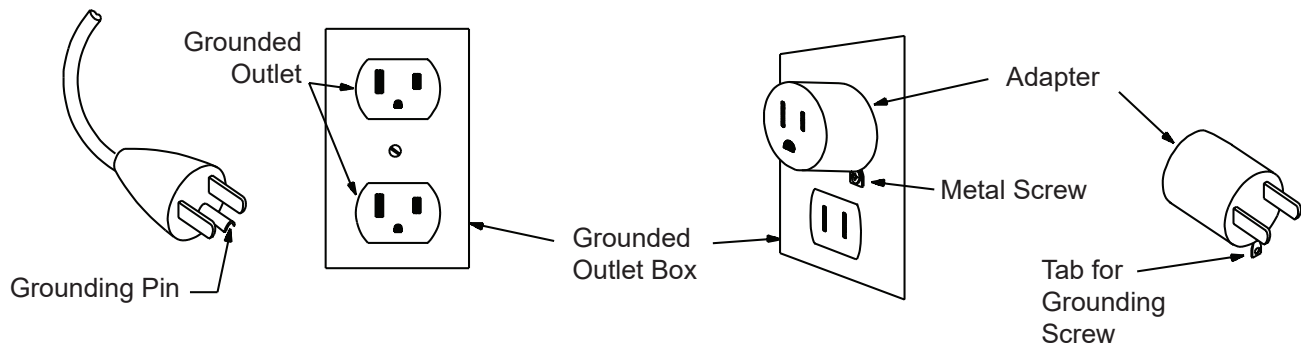 Grounded
Outlet
Grounding Pin
Grounded
Outlet Box
Adapter
Metal Screw
Tab for
Grounding
Screw